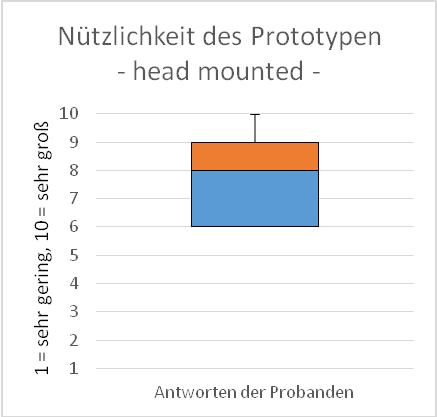 Nützlichkeit des Prototypen
- head mounted -
1 = sehr gering, 10 = sehr groß
10
9
8
7
6
5
4
3
2
1
Antworten der Probanden